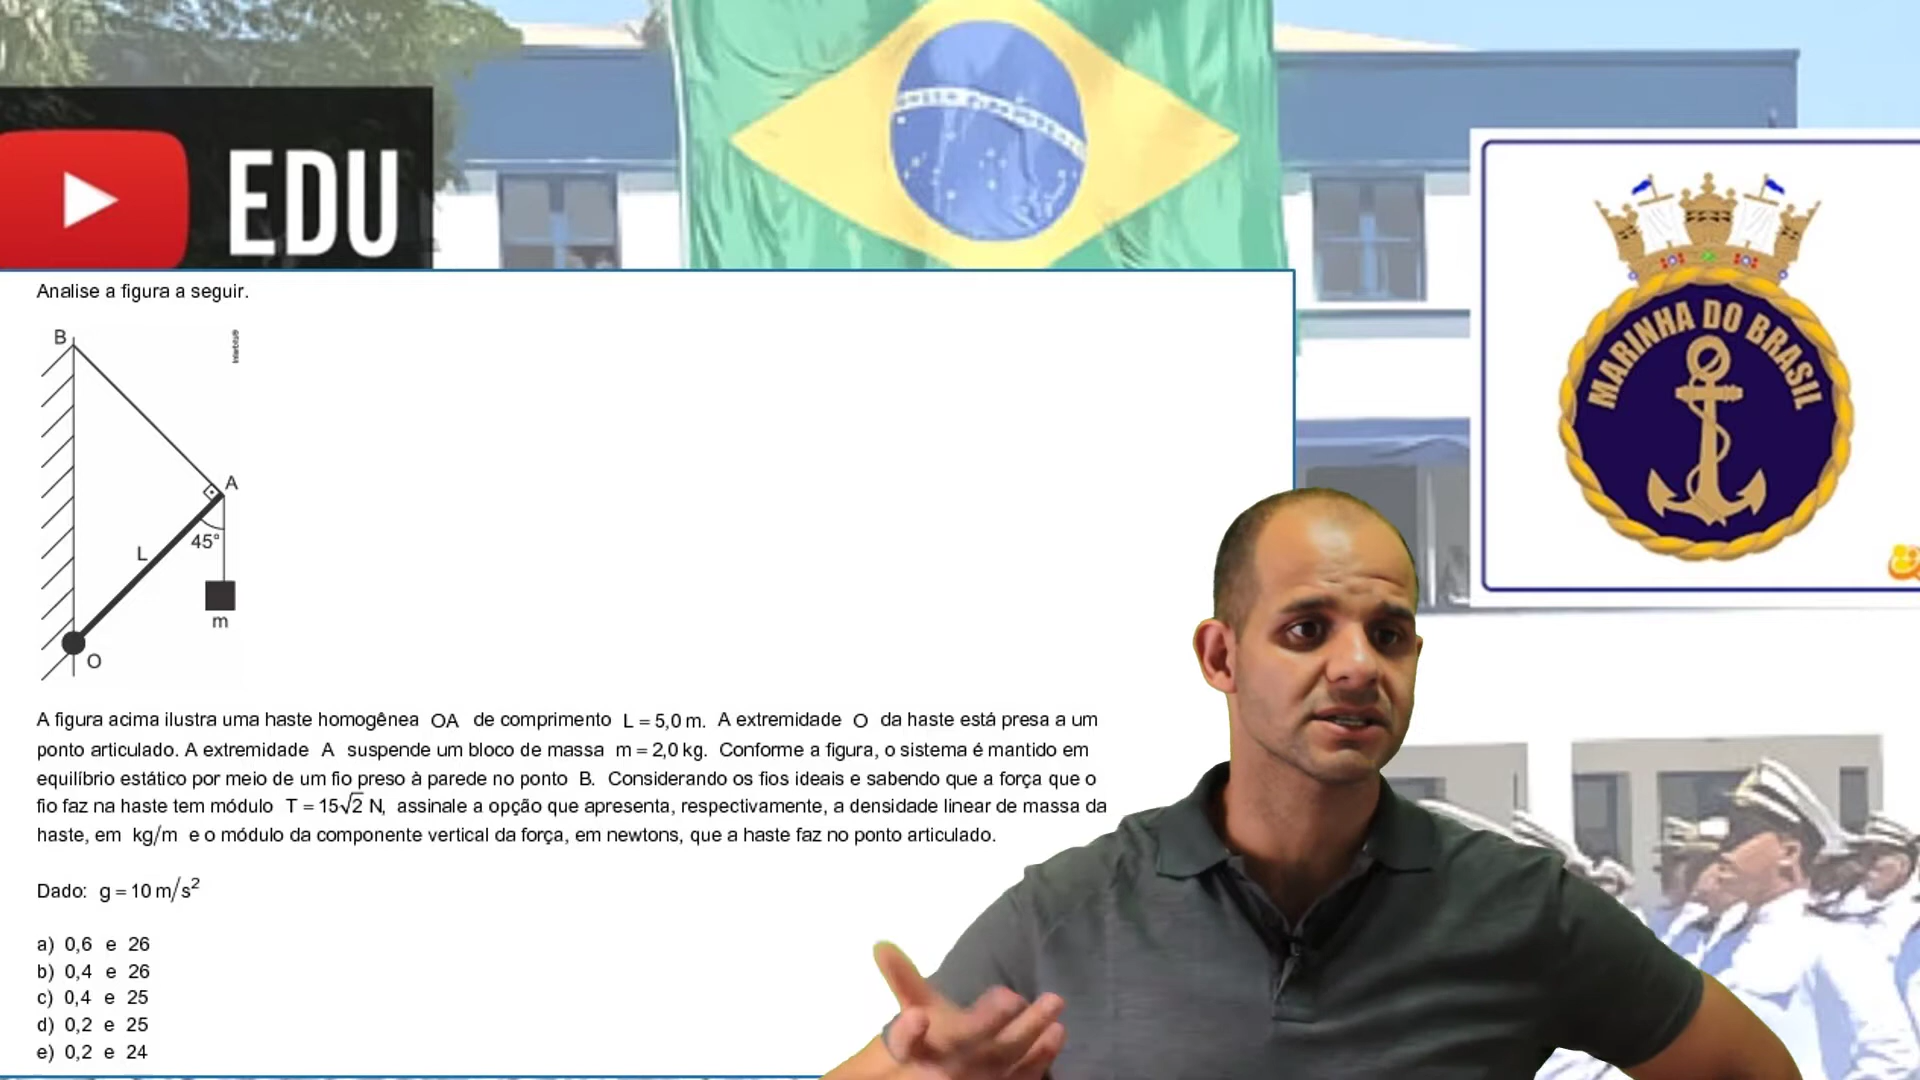 EDU
MARINHA DO BRASIL
Analise a figura a seguir.
B
A
45°
L
m
O
A figura acima ilustra uma haste homogênea OA de comprimento L = 5,0 m. A extremidade O da haste está presa a um
ponto articulado. A extremidade A suspende um bloco de massa m = 2,0 kg. Conforme a figura, o sistema é mantido em
equilíbrio estático por meio de um fio preso à parede no ponto B. Considerando os fios ideais e sabendo que a força que o
fio faz na haste tem módulo T = 15√2 N, assinale a opção que apresenta, respectivamente, a densidade linear de massa da
haste, em kg/m e o módulo da componente vertical da força, em newtons, que a haste faz no ponto articulado.
Dado: g = 10 m/s²
a) 0,6 e 26
b) 0,4 e 26
c) 0,4 e 25
d) 0,2 e 25
e) 0,2 e 24